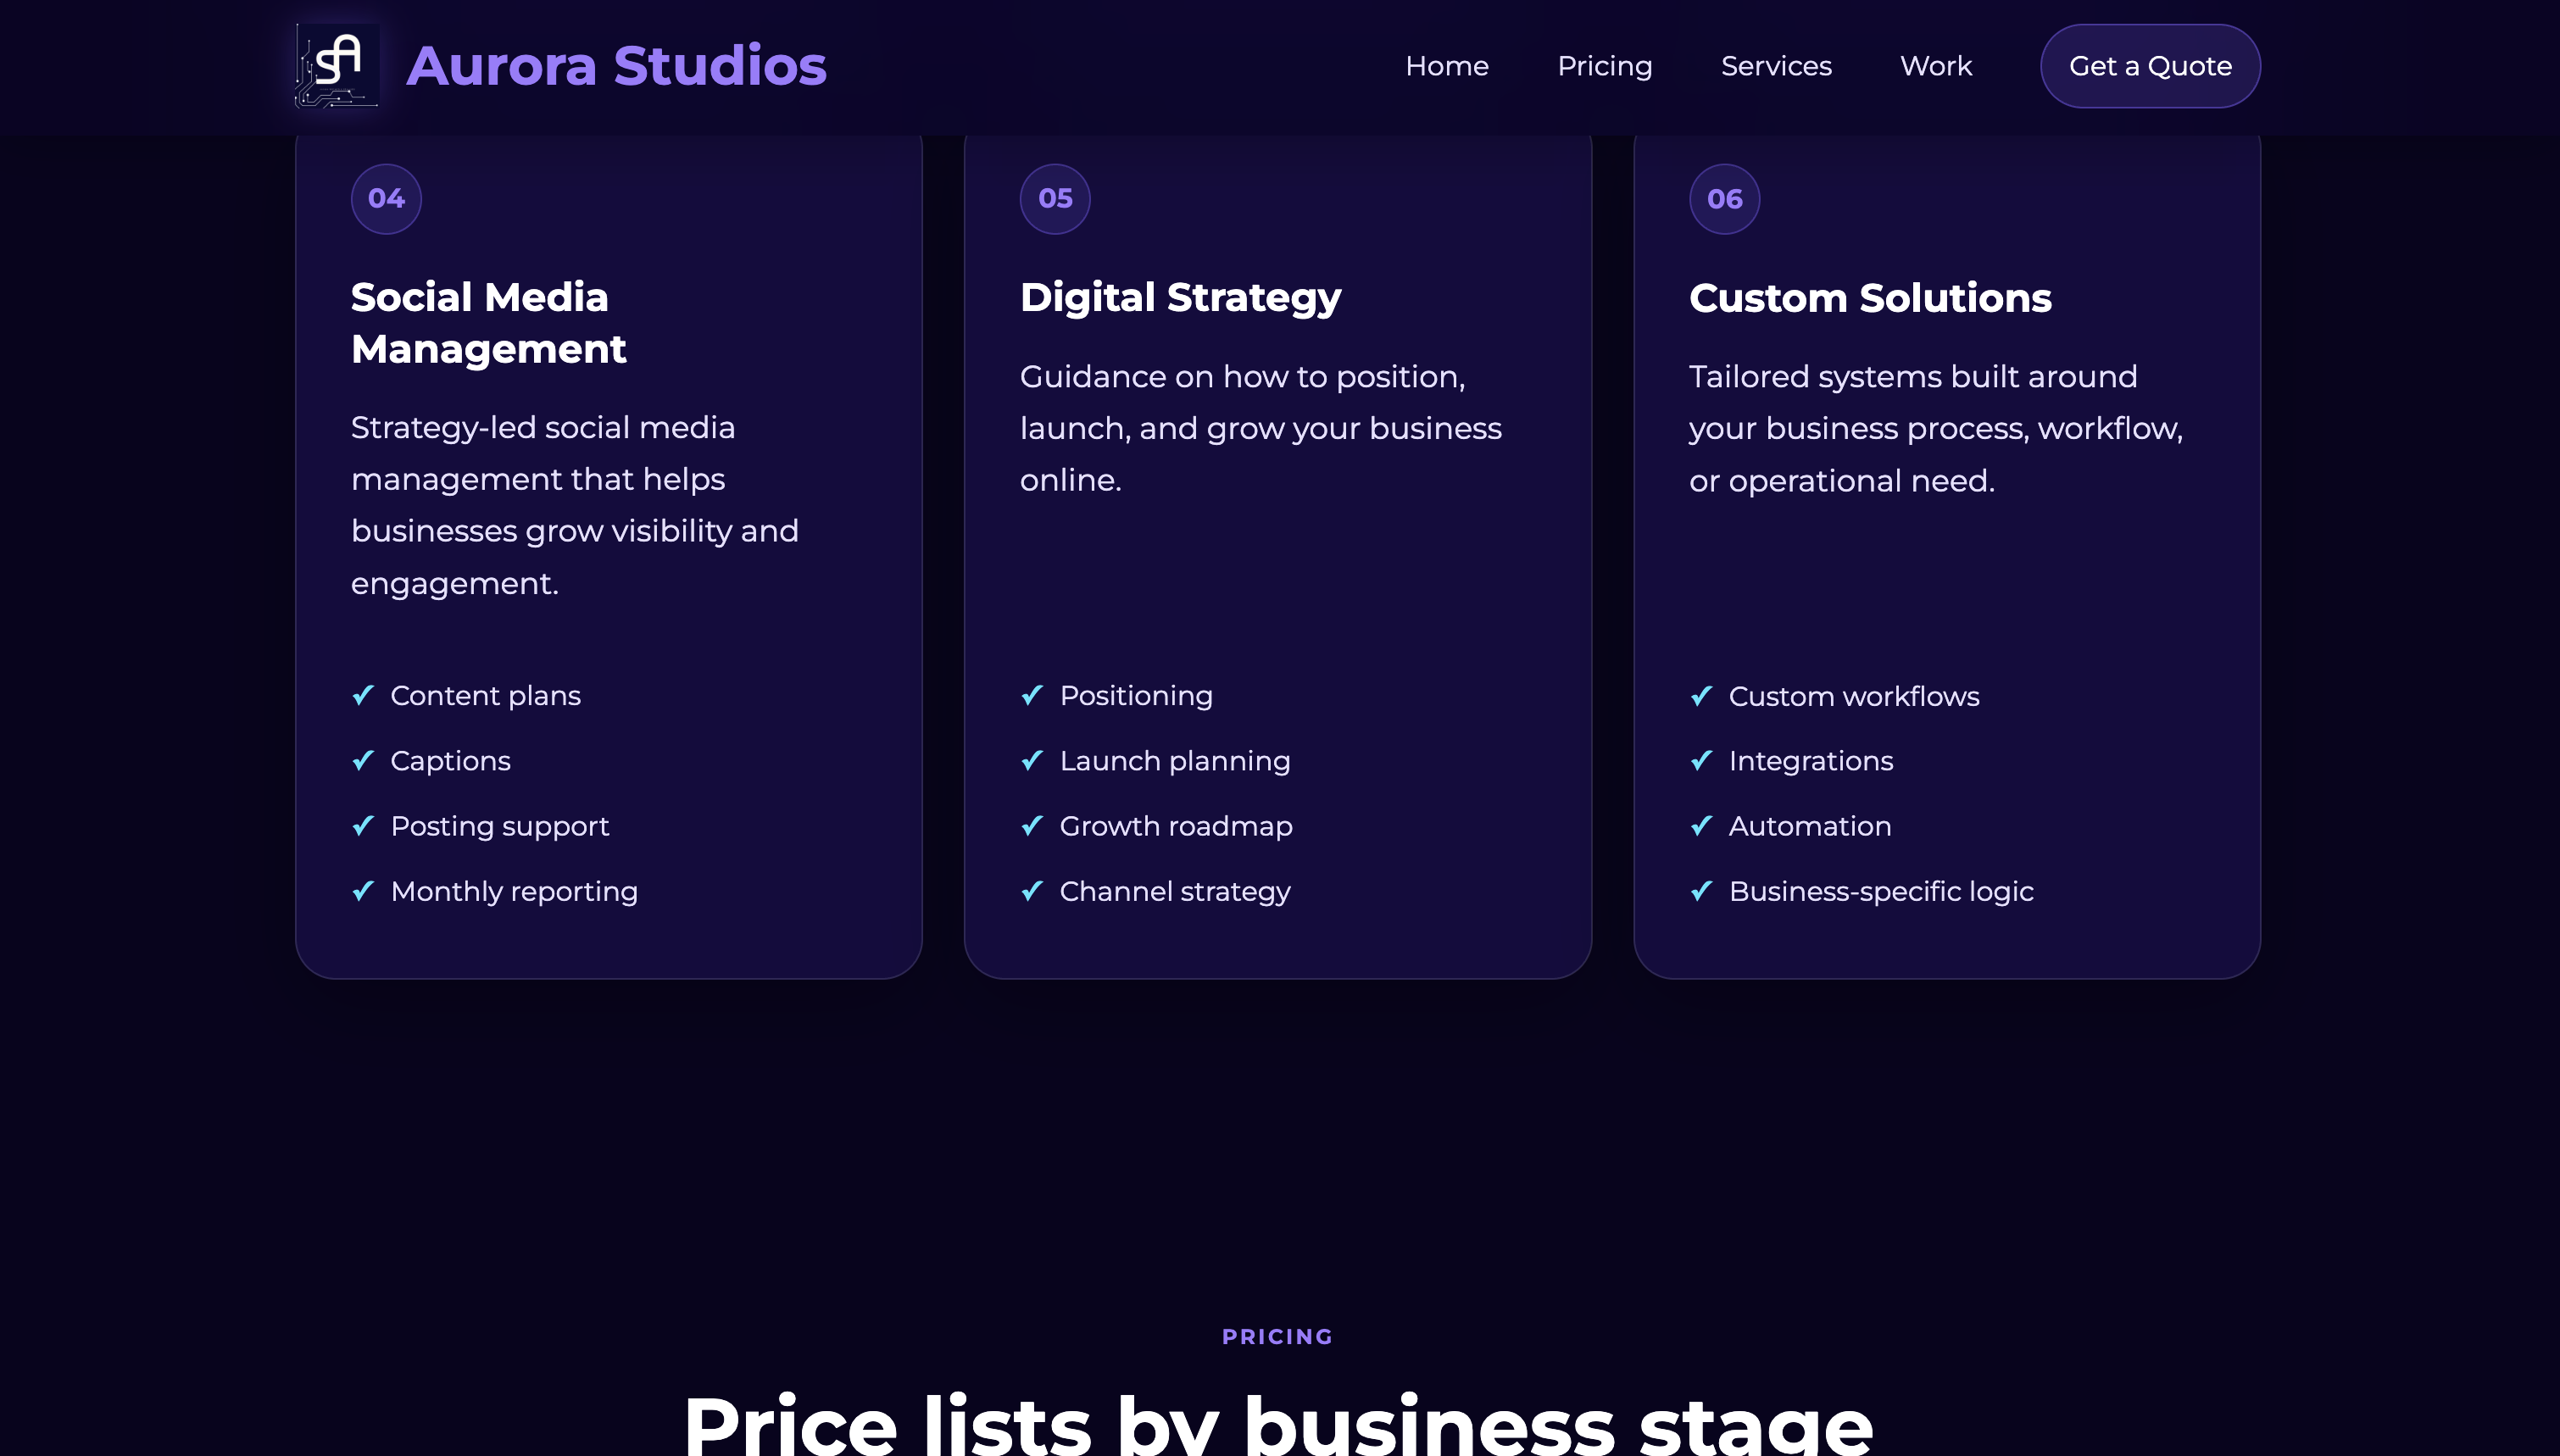 SA
Aurora Studios
Home
Pricing
Services
Work
Get a Quote
04
Social Media
Management
Strategy-led social media
management that helps
businesses grow visibility and
engagement.
✓ Content plans
✓ Captions
✓ Posting support
✓ Monthly reporting
05
Digital Strategy
Guidance on how to position,
launch, and grow your business
online.
✓ Positioning
✓ Launch planning
✓ Growth roadmap
✓ Channel strategy
06
Custom Solutions
Tailored systems built around
your business process, workflow,
or operational need.
✓ Custom workflows
✓ Integrations
✓ Automation
✓ Business-specific logic
PRICING
Price lists by business stage